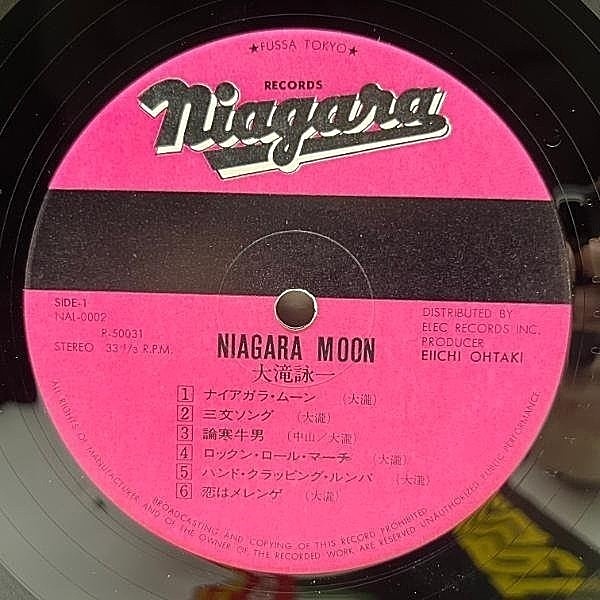 ★FUSSA TOKYO★
RECORDS
Niagara
SIDE-1
NAL-0002
R-50031
STEREO 33 1/3 R.P.M.
DISTRIBUTED BY
ELEC RECORDS INC.
PRODUCER
EIICHI OHTAKI
NIAGARA MOON
大滝詠一
1 ナイアガラ・ムーン (大瀧)
2 三文ソング (大瀧)
3 論寒牛男 (中山/大瀧)
4 ロックン・ロール・マーチ (大瀧)
5 ハンド・クラッピング・ルンバ (大瀧)
6 恋はメレンゲ (大瀧)
ALL RIGHTS OF MANUFACTURER AND OF THE OWNER OF THE RECORDED WORK ARE RESERVED UNAUTHORIZED PUBLIC PERFORMANCE
BROADCASTING AND COPYING OF THIS RECORD PROHIBITED